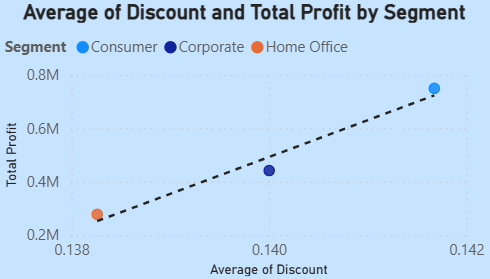 Average of Discount and Total Profit by Segment
Segment Consumer Corporate Home Office
0.8M
0.6M
0.4M
0.2M
Total Profit
0.138 0.140 0.142
Average of Discount